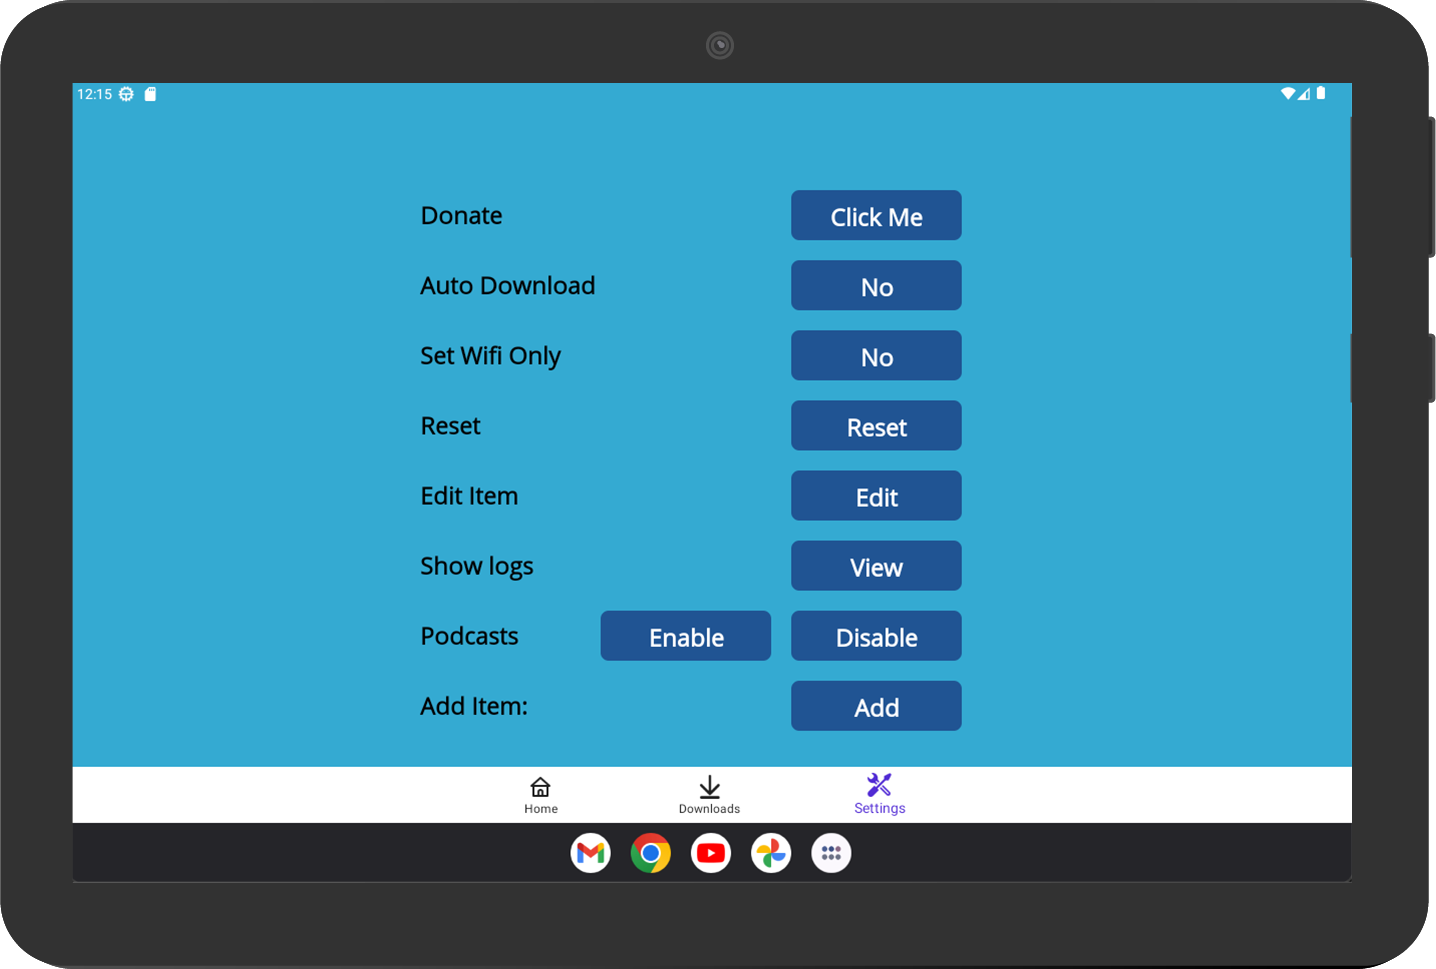 12:15
Donate Click Me
Auto Download No
Set Wifi Only No
Reset Reset
Edit Item Edit
Show logs View
Podcasts Enable Disable
Add Item: Add
Home Downloads Settings